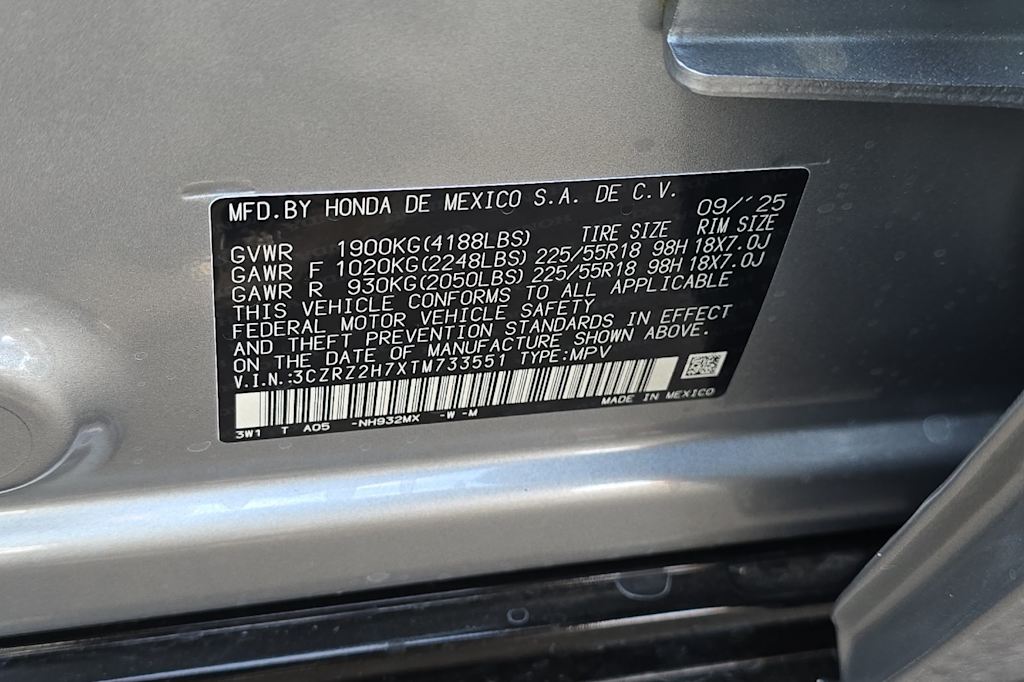 MFD.BY HONDA DE MEXICO S.A. DE C.V. 09/'25
TIRE SIZE RIM SIZE
GVWR 1900KG(4188LBS)
GAWR F 1020KG(2248LBS) 225/55R18 98H 18X7.0J
GAWR R 930KG(2050LBS) 225/55R18 98H 18X7.0J
THIS VEHICLE CONFORMS TO ALL APPLICABLE
FEDERAL MOTOR VEHICLE SAFETY
AND THEFT PREVENTION STANDARDS IN EFFECT
ON THE DATE OF MANUFACTURE SHOWN ABOVE.
V.I.N.:3CZRZ2H7XTM733551 TYPE:MPV
3W1 T A05 -NH932MX -W -M MADE IN MEXICO